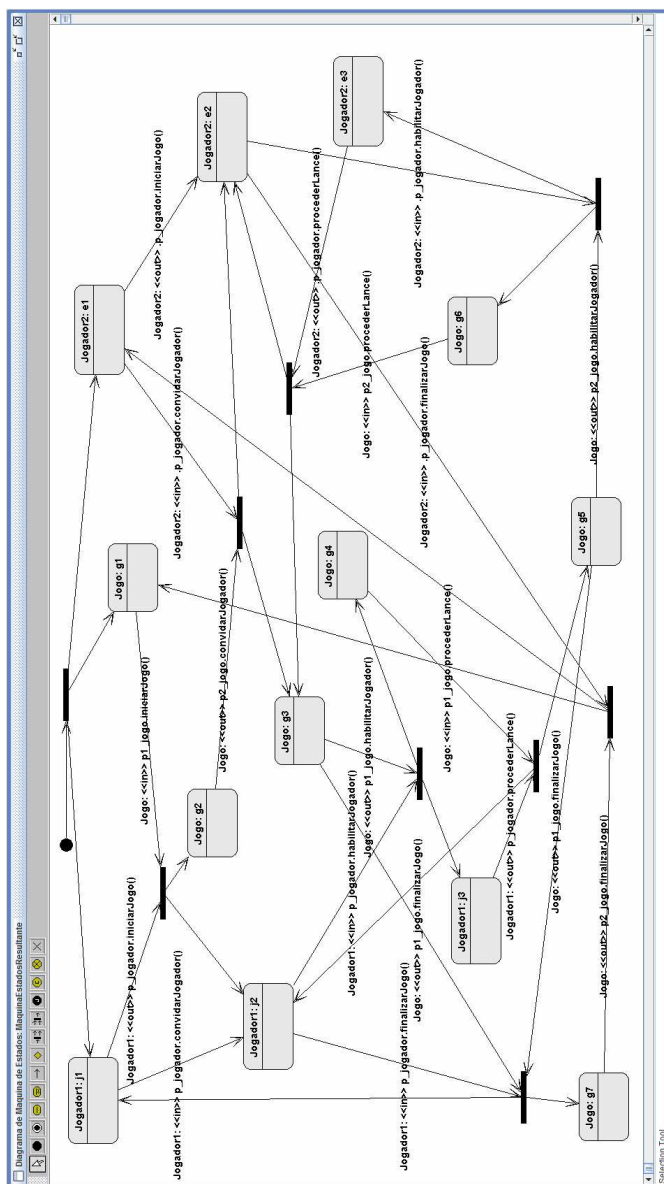 Diagrama de Maquina de Estados: MaquinaEstadosResultante
Jogador1: j1
Jogador2: e1
Jogador1: <<out>> p_jogador.iniciarJogo()
Jogo: <<in>> p1_jogo.iniciarJogo()
Jogo: g1
Jogador2: <<out>> .p_jogador.iniciarJogo()
Jogador1: <<in>> p_jogador.convidarJogador()
Jogo: g2
Jogador2: <<in>> .p_jogador.convidarJogador()
Jogador2: e2
Jogo: <<out>> p2_jogo.convidarJogador()
Jogador1: j2
Jogo: g3
Jogo: g4
Jogador2: <<out>> .p_jogador.procederLance()
Jogador2: e3
Jogador1: <<in>> p_jogador.habilitarJogador()
Jogo: <<out>> p1_jogo.habilitarJogador()
Jogo: <<in>> p2_jogo.procederLance()
Jogador1: <<in>> p_jogador.finalizarJogo()
Jogo: <<out>> p1_jogo.finalizarJogo()
Jogo: <<in>> p1_jogo.procederLance()
Jogador2: <<in>> .p_jogador.finalizarJogo()
Jogador2: <<in>> .p_jogador.habilitarJogador()
Jogador1: j3
Jogo: g6
Jogador1: <<out>> p_jogador.procederLance()
Jogo: <<out>> p1_jogo.finalizarJogo()
Jogo: g5
Jogo: <<out>> p2_jogo.habilitarJogador()
Jogo: g7
Jogo: <<out>> p2_jogo.finalizarJogo()
Selection Tool